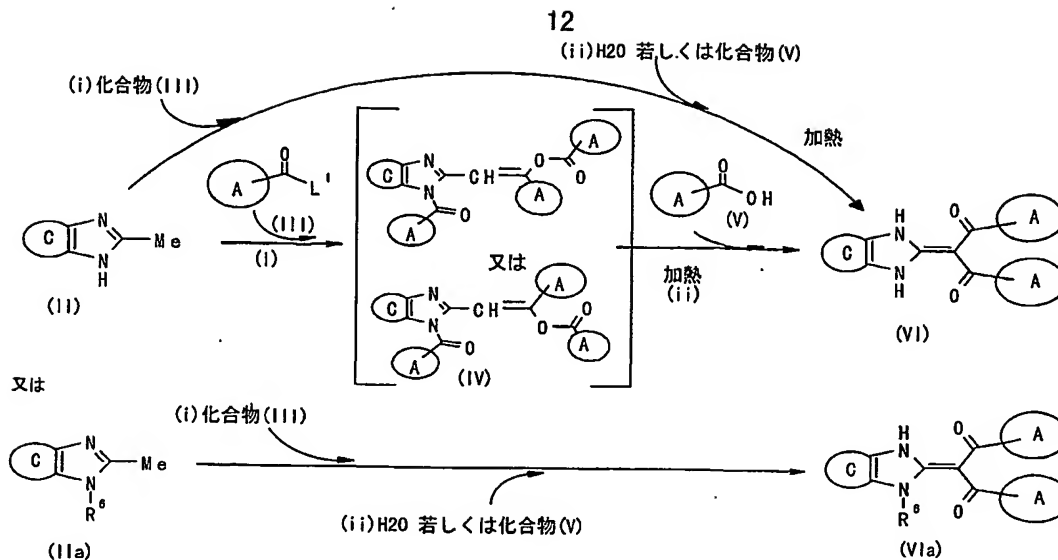 12
(i)化合物(III)
(ii)H2O 若しくは化合物(V)
加熱
A
O
L'
(III)
(I)
C
N
N
H
Me
(II)
C
N
N
CH
O
A
O
A
A
O
又は
C
N
N
CH
A
O
O
A
A
O
(IV)
A
O
OH
(V)
加熱
(ii)
C
H
N
N
H
O
A
O
A
(VI)
又は
(i)化合物(III)
(ii)H2O 若しくは化合物(V)
C
N
N
Me
R6
(IIa)
C
H
N
N
R6
O
A
O
A
(VIa)